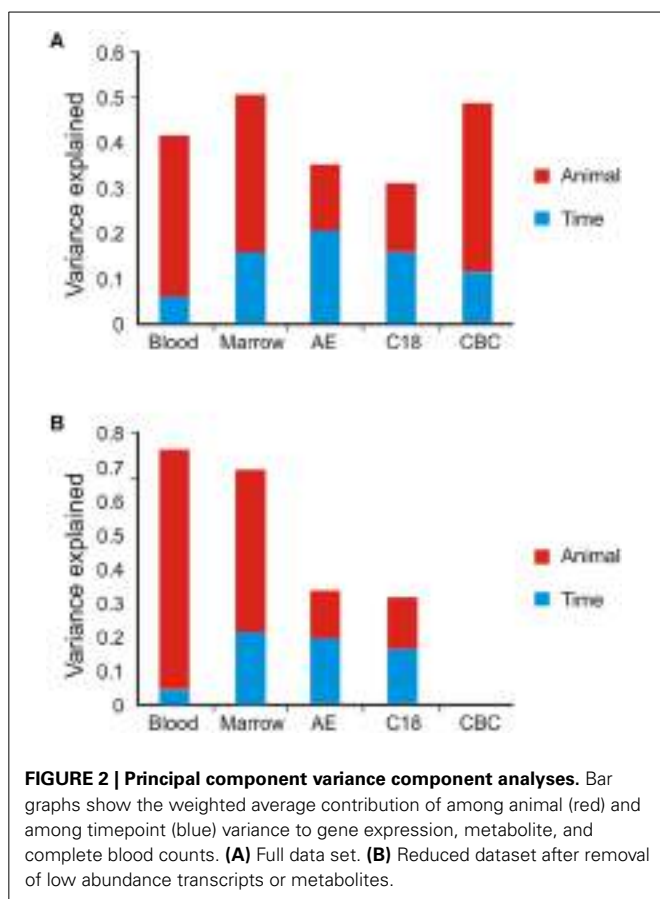 A
0.6
0.5
0.4
0.3
0.2
0.1
0
Variance explained
Blood Marrow AE C18 CBC
Animal
Time
B
0.8
0.7
0.6
0.5
0.4
0.3
0.2
0.1
0
Variance explained
Blood Marrow AE C18 CBC
Animal
Time
FIGURE 2 | Principal component variance component analyses. Bar
graphs show the weighted average contribution of among animal (red) and
among timepoint (blue) variance to gene expression, metabolite, and
complete blood counts. (A) Full data set. (B) Reduced dataset after removal
of low abundance transcripts or metabolites.